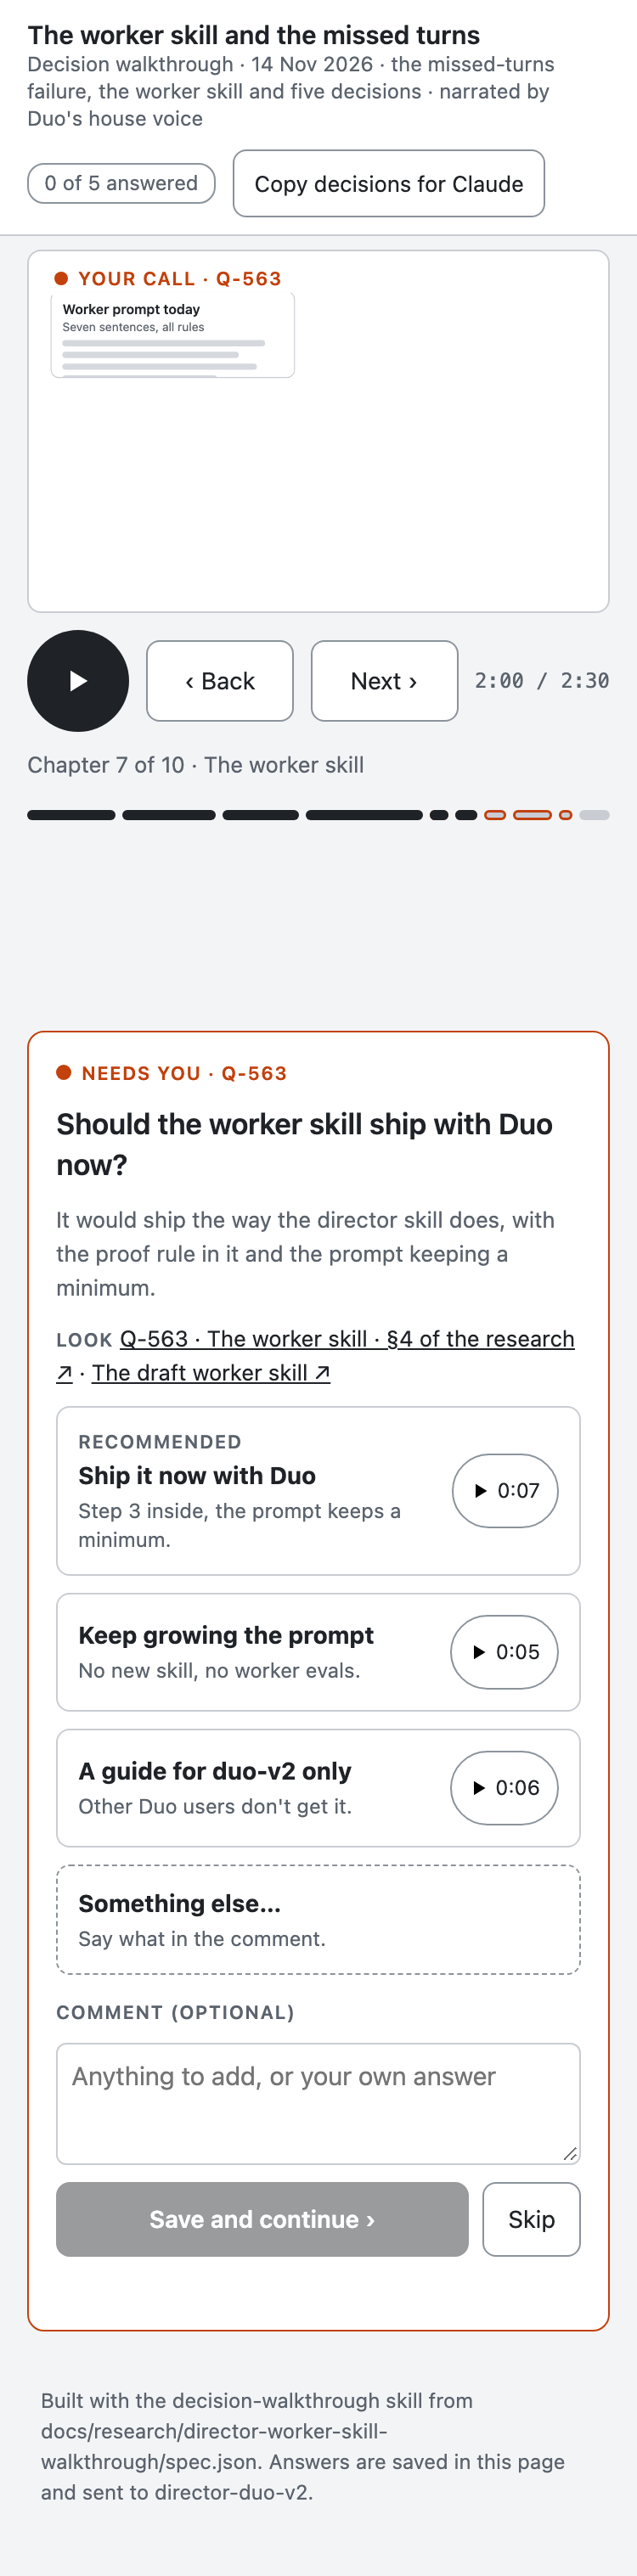 The worker skill and the missed turns
Decision walkthrough · 14 Nov 2026 · the missed-turns
failure, the worker skill and five decisions · narrated by
Duo's house voice
0 of 5 answered
Copy decisions for Claude
YOUR CALL · Q-563
Worker prompt today
Seven sentences, all rules
‹ Back
Next ›
2:00 / 2:30
Chapter 7 of 10 · The worker skill
NEEDS YOU · Q-563
Should the worker skill ship with Duo
now?
It would ship the way the director skill does, with
the proof rule in it and the prompt keeping a
minimum.
LOOK Q-563 · The worker skill · §4 of the research
↗ · The draft worker skill ↗
RECOMMENDED
Ship it now with Duo
Step 3 inside, the prompt keeps a
minimum.
0:07
Keep growing the prompt
No new skill, no worker evals.
0:05
A guide for duo-v2 only
Other Duo users don't get it.
0:06
Something else...
Say what in the comment.
COMMENT (OPTIONAL)
Anything to add, or your own answer
Save and continue ›
Skip
Built with the decision-walkthrough skill from
docs/research/director-worker-skill-
walkthrough/spec.json. Answers are saved in this page
and sent to director-duo-v2.